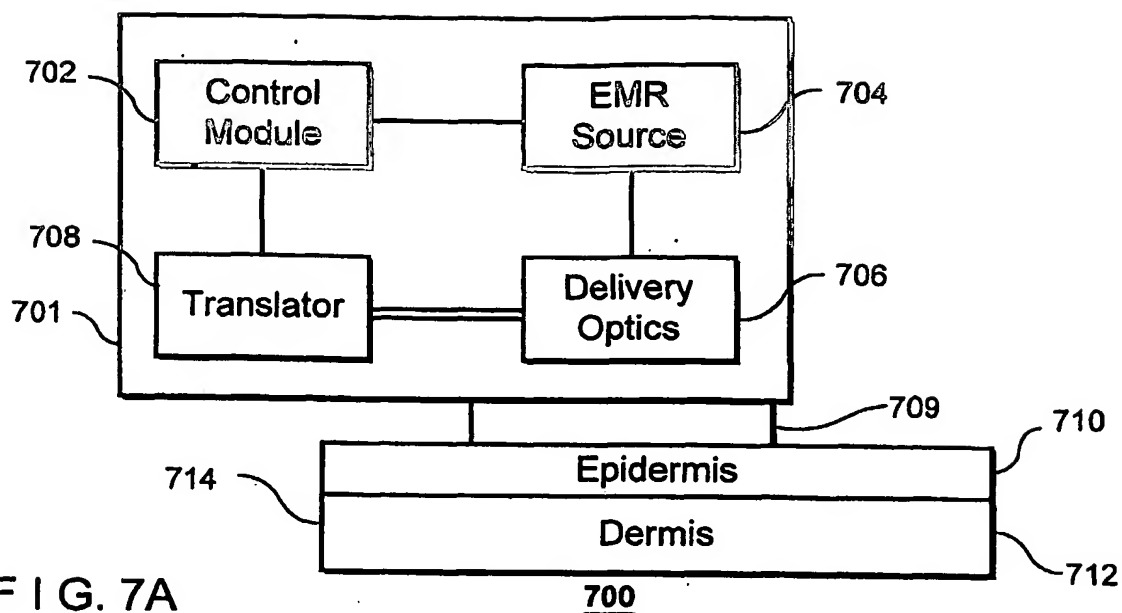 702
Control
Module
EMR
Source
704
708
Translator
Delivery
Optics
706
701
709
710
Epidermis
714
Dermis
712
FIG. 7A
700